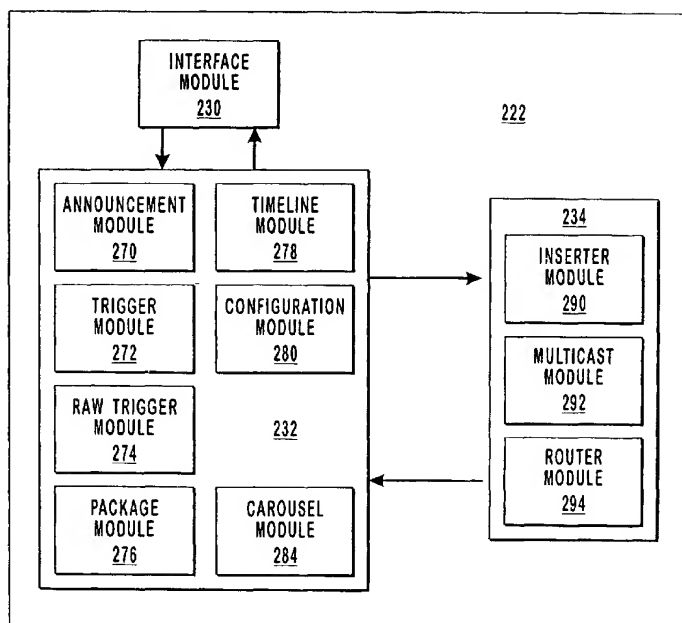 INTERFACE
MODULE
230
222
ANNOUNCEMENT
MODULE
270
TIMELINE
MODULE
278
TRIGGER
MODULE
272
CONFIGURATION
MODULE
280
RAW TRIGGER
MODULE
274
232
PACKAGE
MODULE
276
CAROUSEL
MODULE
284
234
INSERTER
MODULE
290
MULTICAST
MODULE
292
ROUTER
MODULE
294